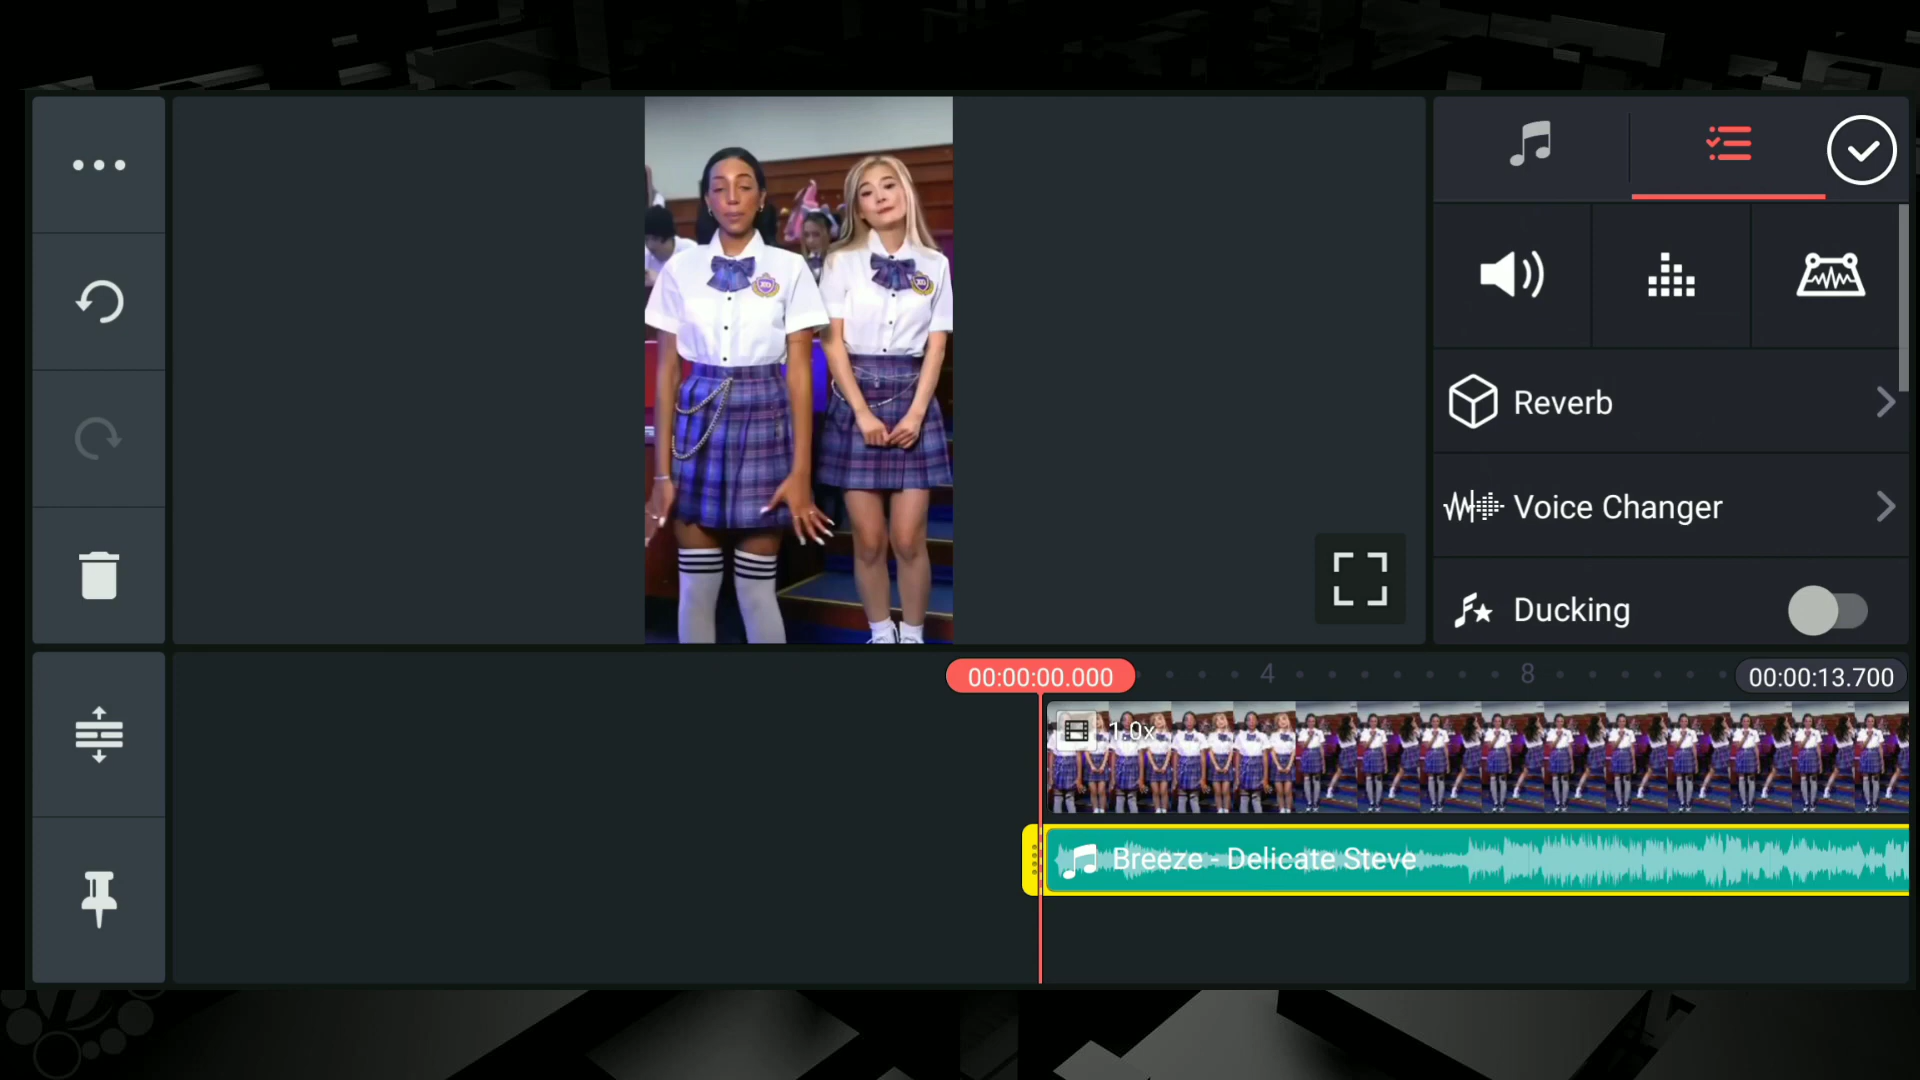 Reverb
Voice Changer
Ducking
00:00:00.000
4
8
00:00:13.700
1.0x
Breeze - Delicate Steve